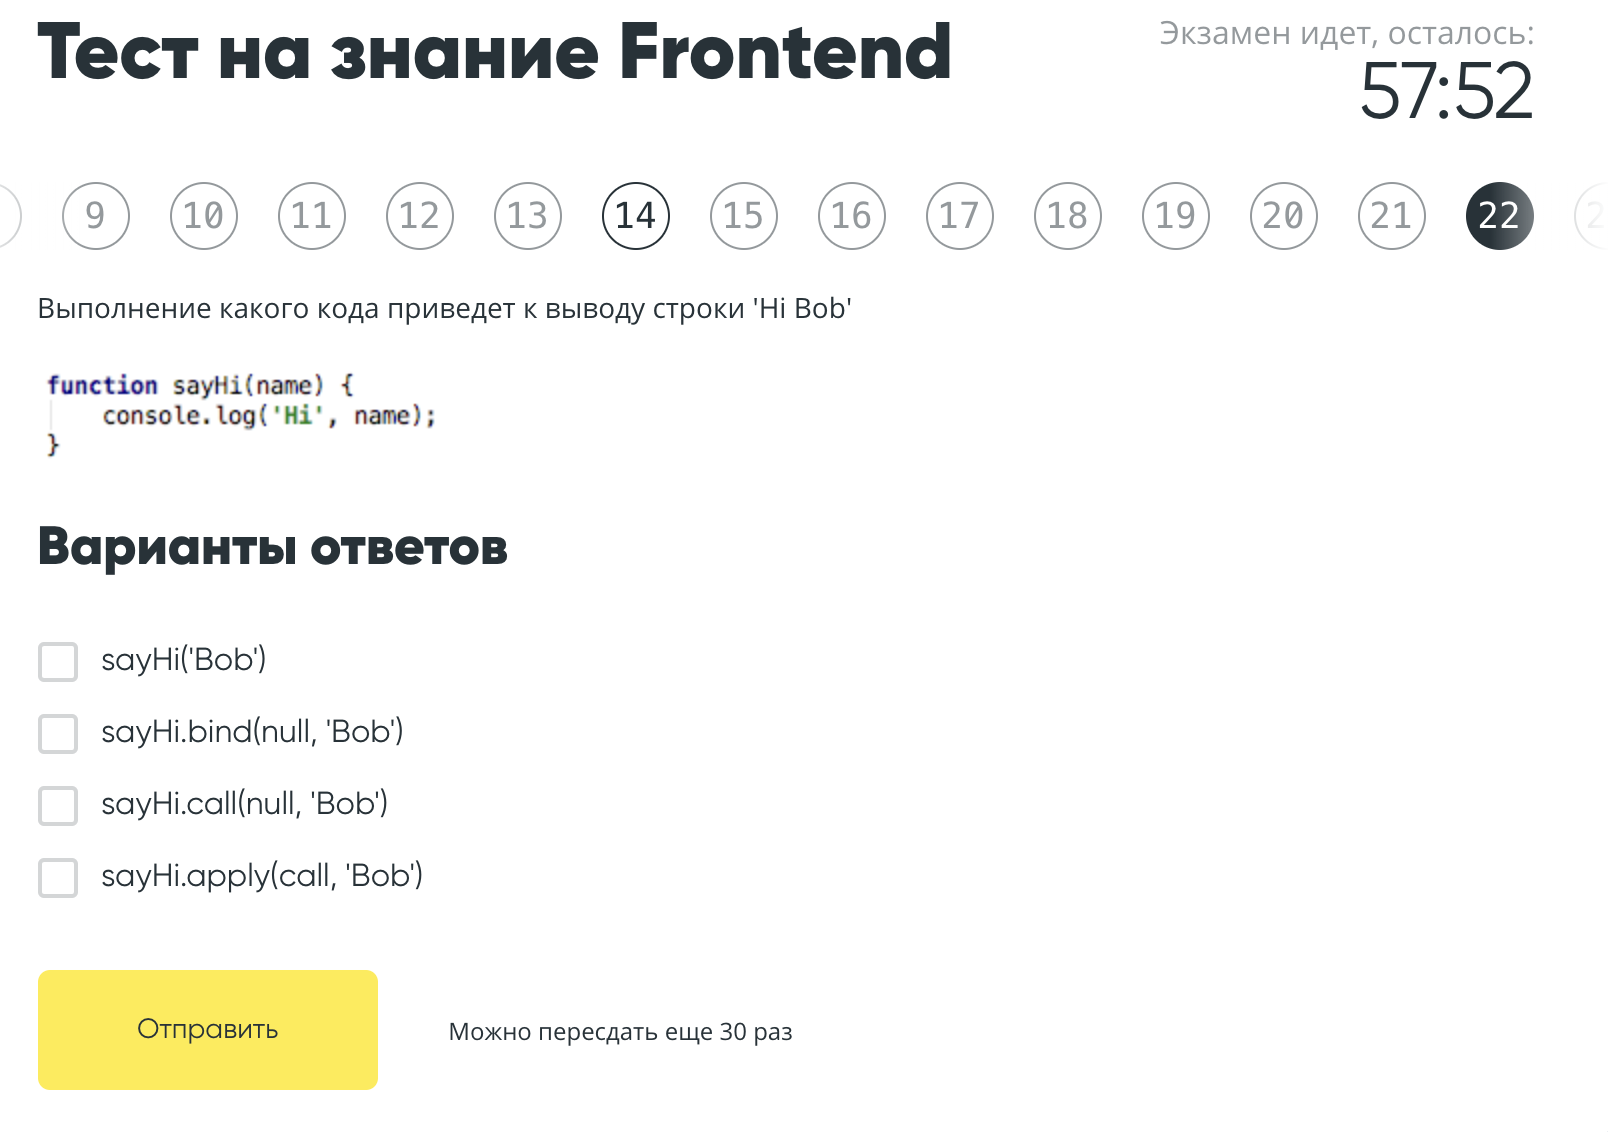 Тест на знание Frontend
Экзамен идет, осталось:
57:52
9 10 11 12 13 14 15 16 17 18 19 20 21 22 2
Выполнение какого кода приведет к выводу строки 'Hi Bob'
function sayHi(name) {
console.log('Hi', name);
}
Варианты ответов
sayHi('Bob')
sayHi.bind(null, 'Bob')
sayHi.call(null, 'Bob')
sayHi.apply(call, 'Bob')
Отправить
Можно пересдать еще 30 раз